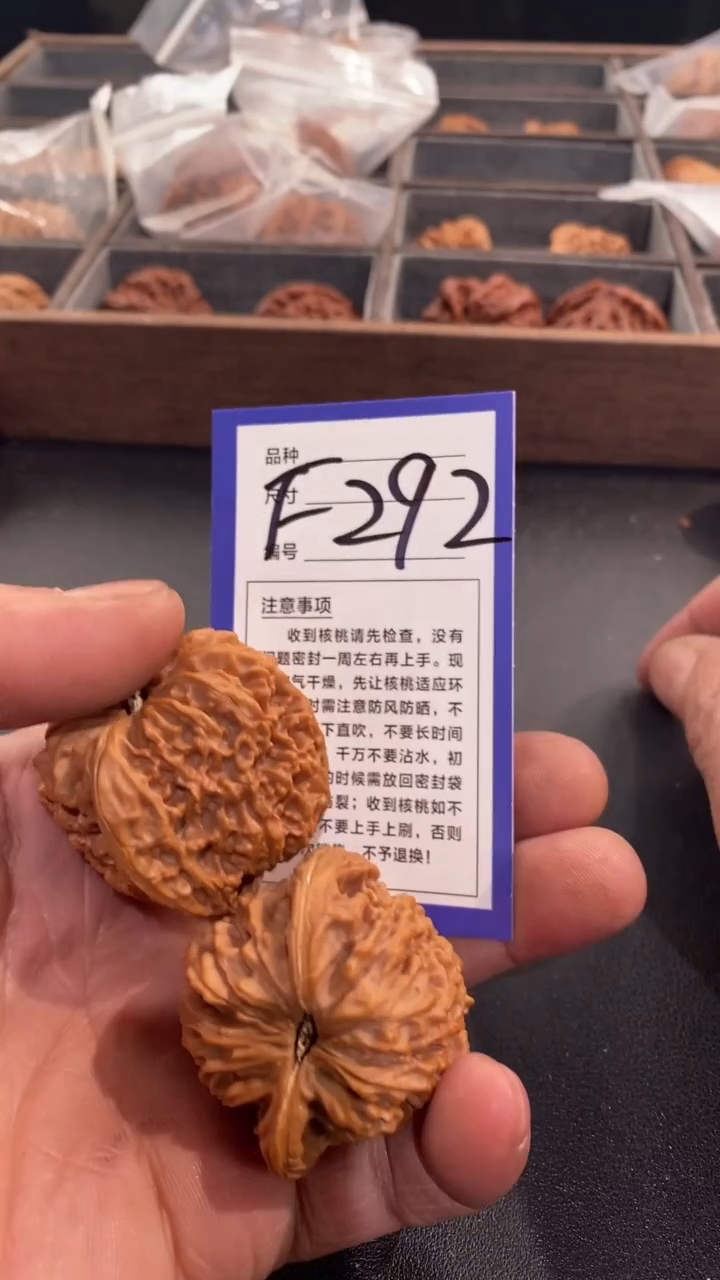 品种
尺寸
F292
编号
注意事项
收到核桃请先检查，没有
题密封一周左右再上手。现
气干燥，先让核桃适应环
时需注意防风防晒，不
下直吹，不要长时间
千万不要沾水，初
的时候需放回密封袋
裂；收到核桃如不
不要上手上刷，否则
不予退换！